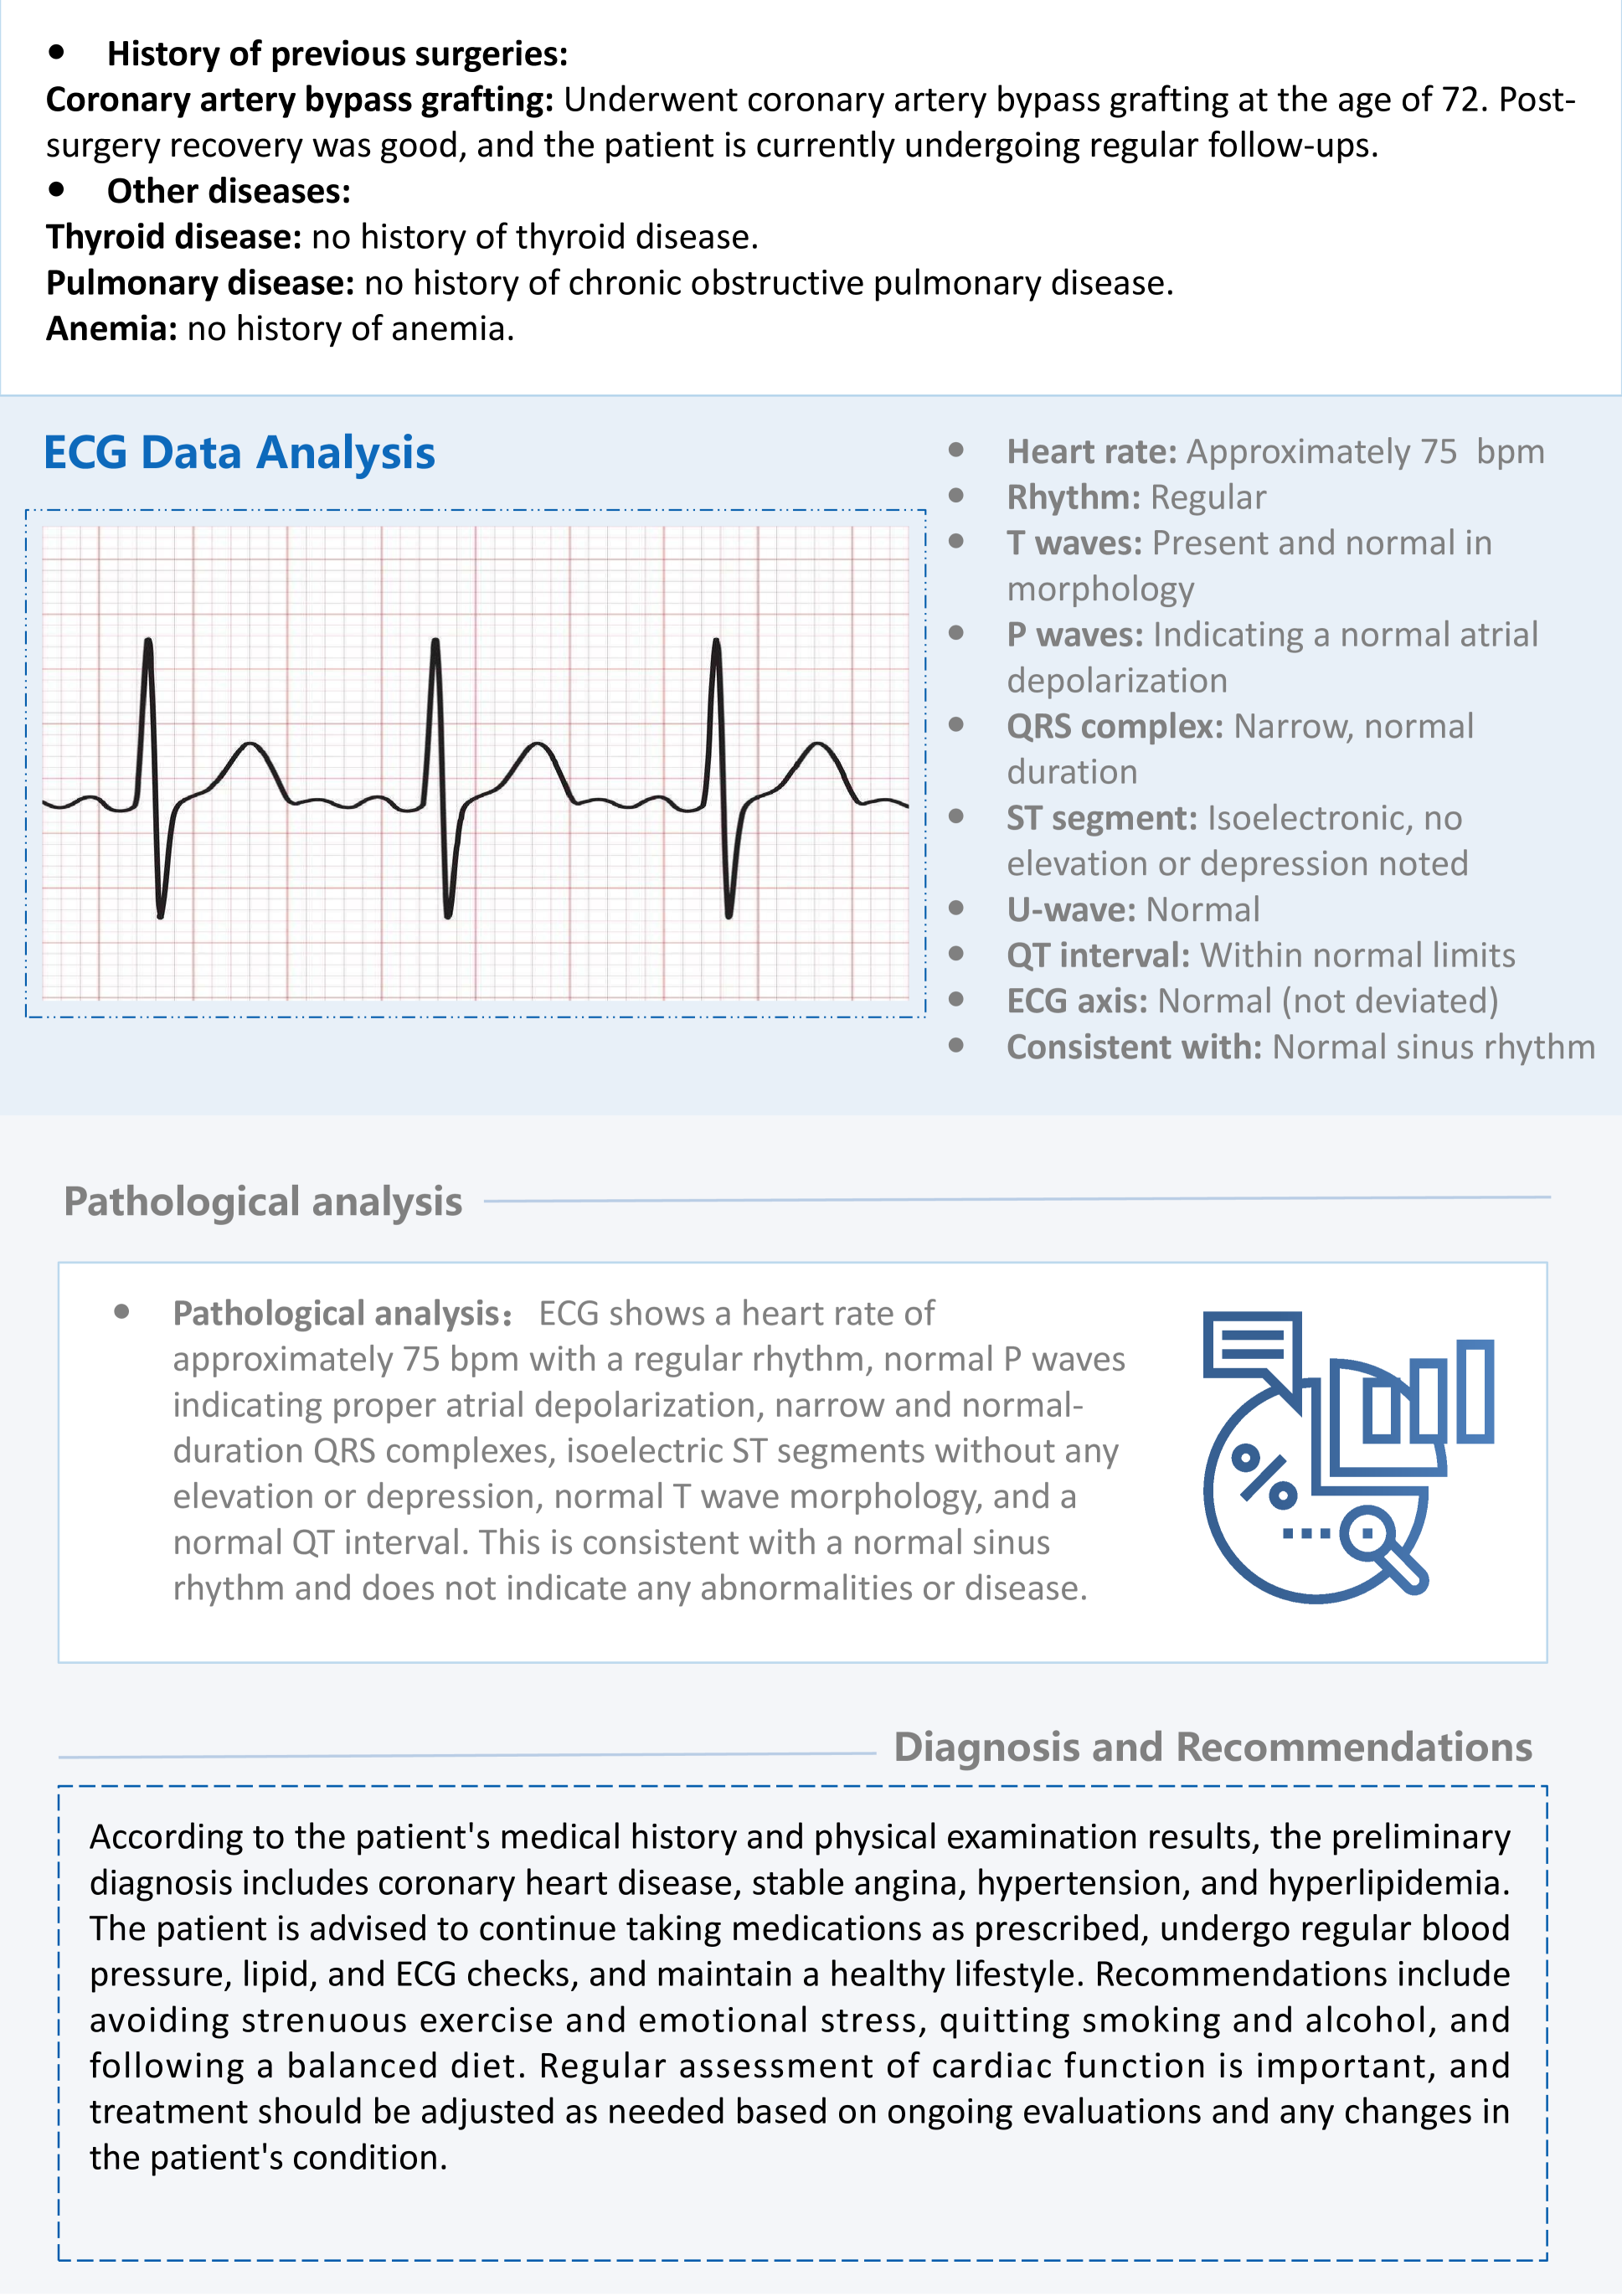 ● History of previous surgeries:
Coronary artery bypass grafting: Underwent coronary artery bypass grafting at the age of 72. Post-
surgery recovery was good, and the patient is currently undergoing regular follow-ups.
● Other diseases:
Thyroid disease: no history of thyroid disease.
Pulmonary disease: no history of chronic obstructive pulmonary disease.
Anemia: no history of anemia.
ECG Data Analysis
● Heart rate: Approximately 75 bpm
● Rhythm: Regular
● T waves: Present and normal in
morphology
● P waves: Indicating a normal atrial
depolarization
● QRS complex: Narrow, normal
duration
● ST segment: Isoelectronic, no
elevation or depression noted
● U-wave: Normal
● QT interval: Within normal limits
● ECG axis: Normal (not deviated)
● Consistent with: Normal sinus rhythm
Pathological analysis
● Pathological analysis： ECG shows a heart rate of
approximately 75 bpm with a regular rhythm, normal P waves
indicating proper atrial depolarization, narrow and normal-
duration QRS complexes, isoelectric ST segments without any
elevation or depression, normal T wave morphology, and a
normal QT interval. This is consistent with a normal sinus
rhythm and does not indicate any abnormalities or disease.
%
Diagnosis and Recommendations
According to the patient's medical history and physical examination results, the preliminary
diagnosis includes coronary heart disease, stable angina, hypertension, and hyperlipidemia.
The patient is advised to continue taking medications as prescribed, undergo regular blood
pressure, lipid, and ECG checks, and maintain a healthy lifestyle. Recommendations include
avoiding strenuous exercise and emotional stress, quitting smoking and alcohol, and
following a balanced diet. Regular assessment of cardiac function is important, and
treatment should be adjusted as needed based on ongoing evaluations and any changes in
the patient's condition.